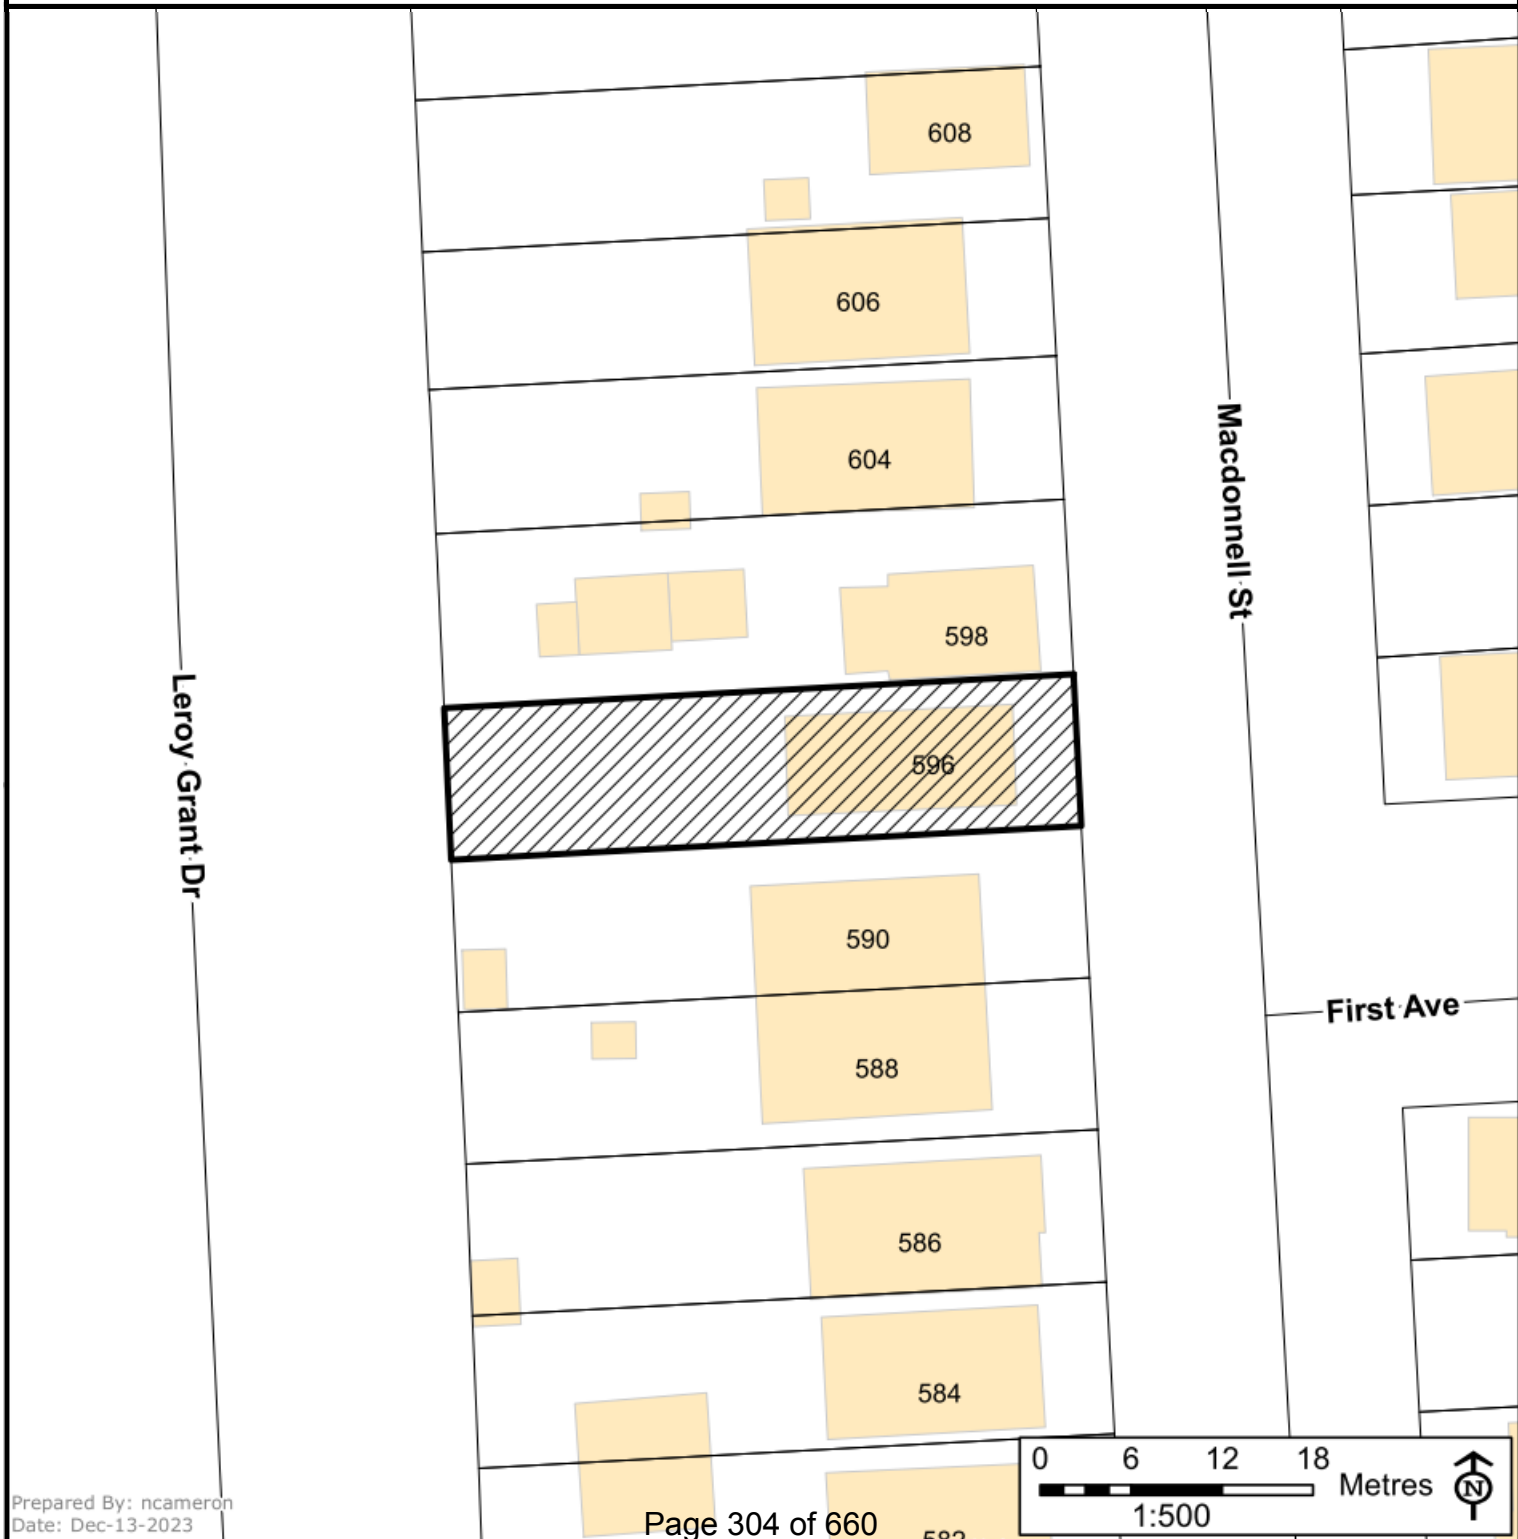 608
606
604
Macdonnell St
598
Leroy Grant Dr
596
590
First Ave
588
586
584
0 6 12 18
Metres
N
1:500
Prepared By: ncameron
Date: Dec-13-2023
Page 304 of 660